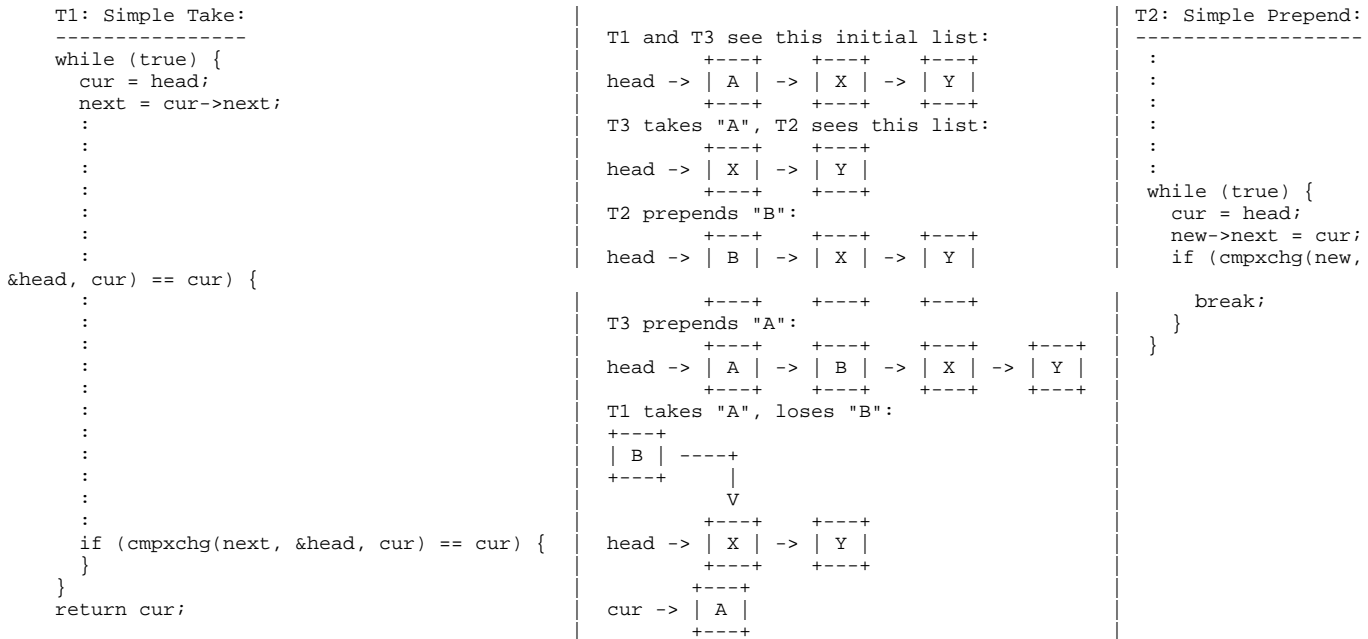 T1: Simple Take:                       |                                         | T2: Simple Prepend:
    ----------------                       | T1 and T3 see this initial list:        | -------------------
    while (true) {                         |         +---+    +---+    +---+         |  :
      cur = head;                          | head -> | A | -> | X | -> | Y |         |  :
      next = cur->next;                    |         +---+    +---+    +---+         |  :
      :                                    | T3 takes "A", T2 sees this list:        |  :
      :                                    |         +---+    +---+                  |  :
      :                                    | head -> | X | -> | Y |                  |  :
      :                                    |         +---+    +---+                  | while (true) {
      :                                    | T2 prepends "B":                        |   cur = head;
      :                                    |         +---+    +---+    +---+         |   new->next = cur;
      :                                    | head -> | B | -> | X | -> | Y |         |   if (cmpxchg(new,
&head, cur) == cur) {
      :                                    |         +---+    +---+    +---+         |     break;
      :                                    | T3 prepends "A":                        |   }
      :                                    |         +---+    +---+    +---+    +---+ | }
      :                                    | head -> | A | -> | B | -> | X | -> | Y | |
      :                                    |         +---+    +---+    +---+    +---+ |
      :                                    | T1 takes "A", loses "B":                |
      :                                    | +---+                                   |
      :                                    | | B | ----+                             |
      :                                    | +---+     |                             |
      :                                    |           V                             |
      :                                    |         +---+    +---+                  |
      if (cmpxchg(next, &head, cur) == cur) { | head -> | X | -> | Y |                  |
      }                                    |         +---+    +---+                  |
    }                                      |        +---+                            |
    return cur;                            | cur -> | A |                            |
                                           |        +---+                            |